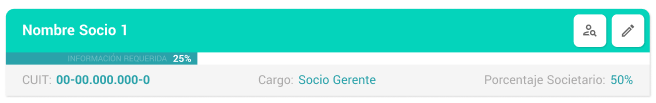 Nombre Socio 1
INFORMACIÓN REQUERIDA 25%
CUIT: 00-00.000.000-0 Cargo: Socio Gerente Porcentaje Societario: 50%